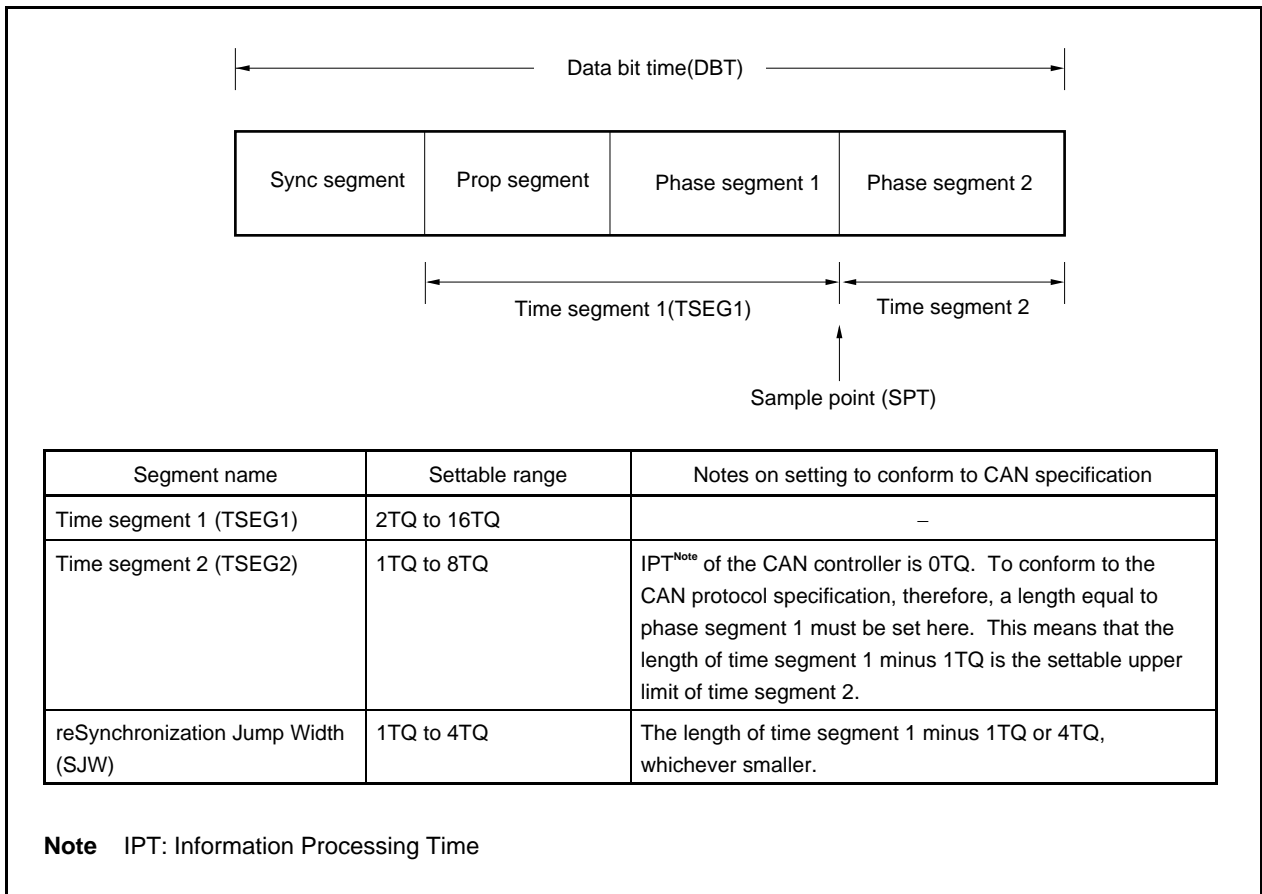 Data bit time(DBT)
Sync segment
Prop segment
Phase segment 1
Phase segment 2
Time segment 1(TSEG1)
Time segment 2
Sample point (SPT)
Segment name
Settable range
Notes on setting to conform to CAN specification
Time segment 1 (TSEG1)
2TQ to 16TQ
–
Time segment 2 (TSEG2)
1TQ to 8TQ
IPTNote of the CAN controller is 0TQ. To conform to the
CAN protocol specification, therefore, a length equal to
phase segment 1 must be set here. This means that the
length of time segment 1 minus 1TQ is the settable upper
limit of time segment 2.
reSynchronization Jump Width
(SJW)
1TQ to 4TQ
The length of time segment 1 minus 1TQ or 4TQ,
whichever smaller.
Note IPT: Information Processing Time